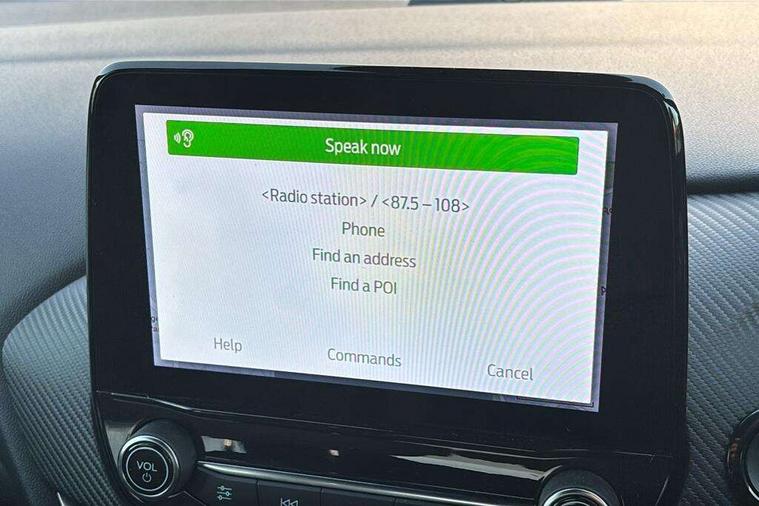 Speak now
<Radio station> / <87.5 – 108>
Phone
Find an address
Find a POI
Help
Commands
Cancel
VOL